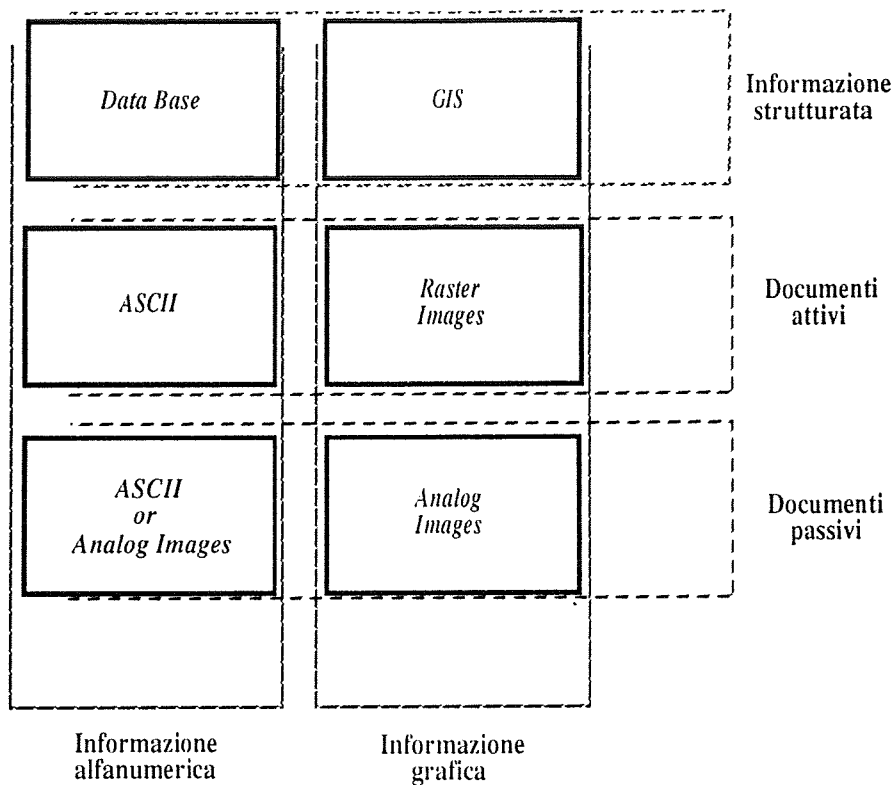 Data Base
GIS
Informazione
strutturata
ASCII
Raster
Images
Documenti
attivi
ASCII
or
Analog Images
Analog
Images
Documenti
passivi
Informazione
alfanumerica
Informazione
grafica